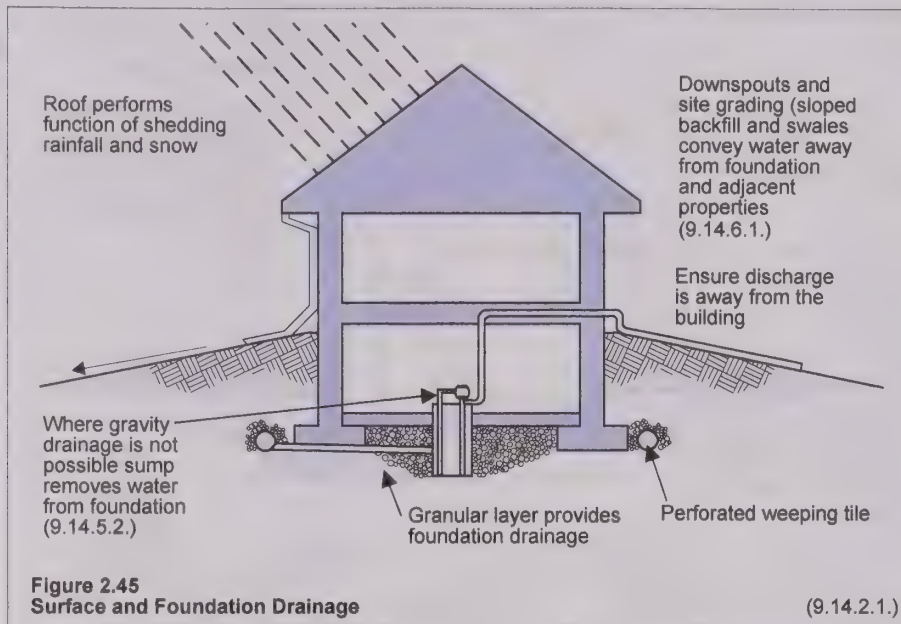 Roof performs
function of shedding
rainfall and snow
Downspouts and
site grading (sloped
backfill and swales
convey water away
from foundation
and adjacent
properties
(9.14.6.1.)
Ensure discharge
is away from the
building
Where gravity
drainage is not
possible sump
removes water
from foundation
(9.14.5.2.)
Granular layer provides
foundation drainage
Perforated weeping tile
Figure 2.45
Surface and Foundation Drainage
(9.14.2.1.)